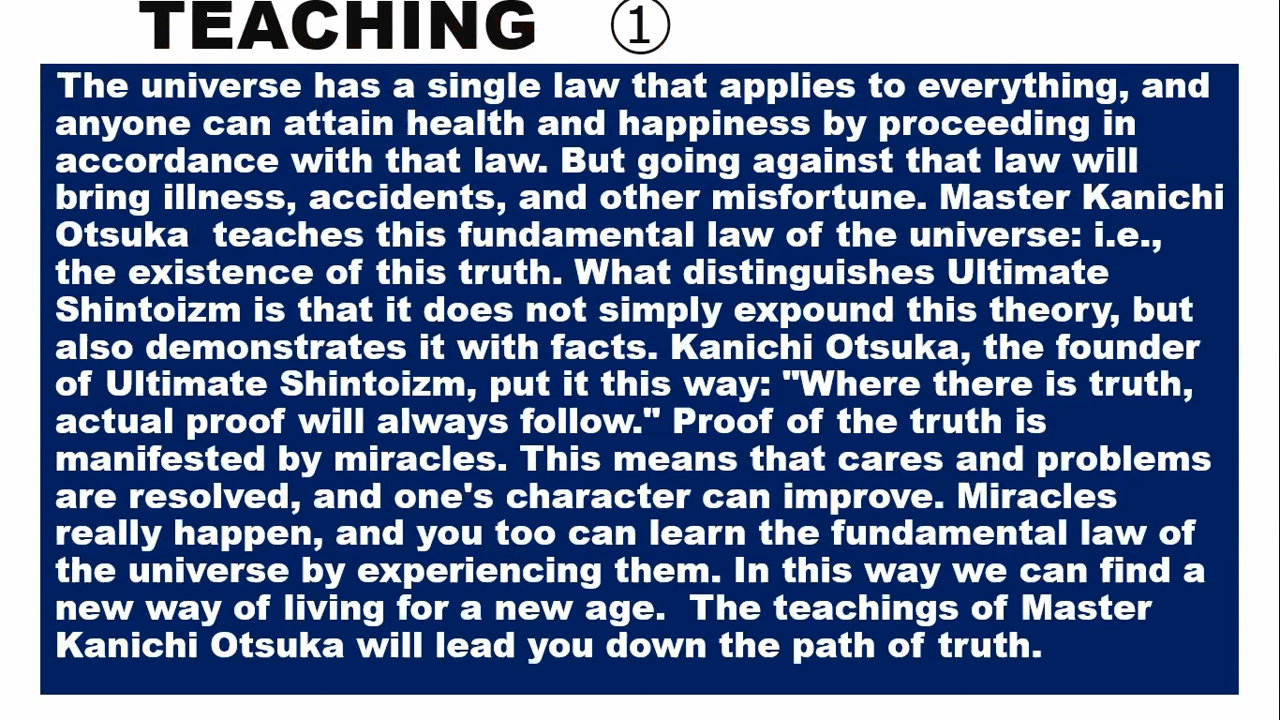 TEACHING ①
The universe has a single law that applies to everything, and
anyone can attain health and happiness by proceeding in
accordance with that law. But going against that law will
bring illness, accidents, and other misfortune. Master Kanichi
Otsuka  teaches this fundamental law of the universe: i.e.,
the existence of this truth. What distinguishes Ultimate
Shintoizm is that it does not simply expound this theory, but
also demonstrates it with facts. Kanichi Otsuka, the founder
of Ultimate Shintoizm, put it this way: "Where there is truth,
actual proof will always follow." Proof of the truth is
manifested by miracles. This means that cares and problems
are resolved, and one's character can improve. Miracles
really happen, and you too can learn the fundamental law of
the universe by experiencing them. In this way we can find a
new way of living for a new age.  The teachings of Master
Kanichi Otsuka will lead you down the path of truth.